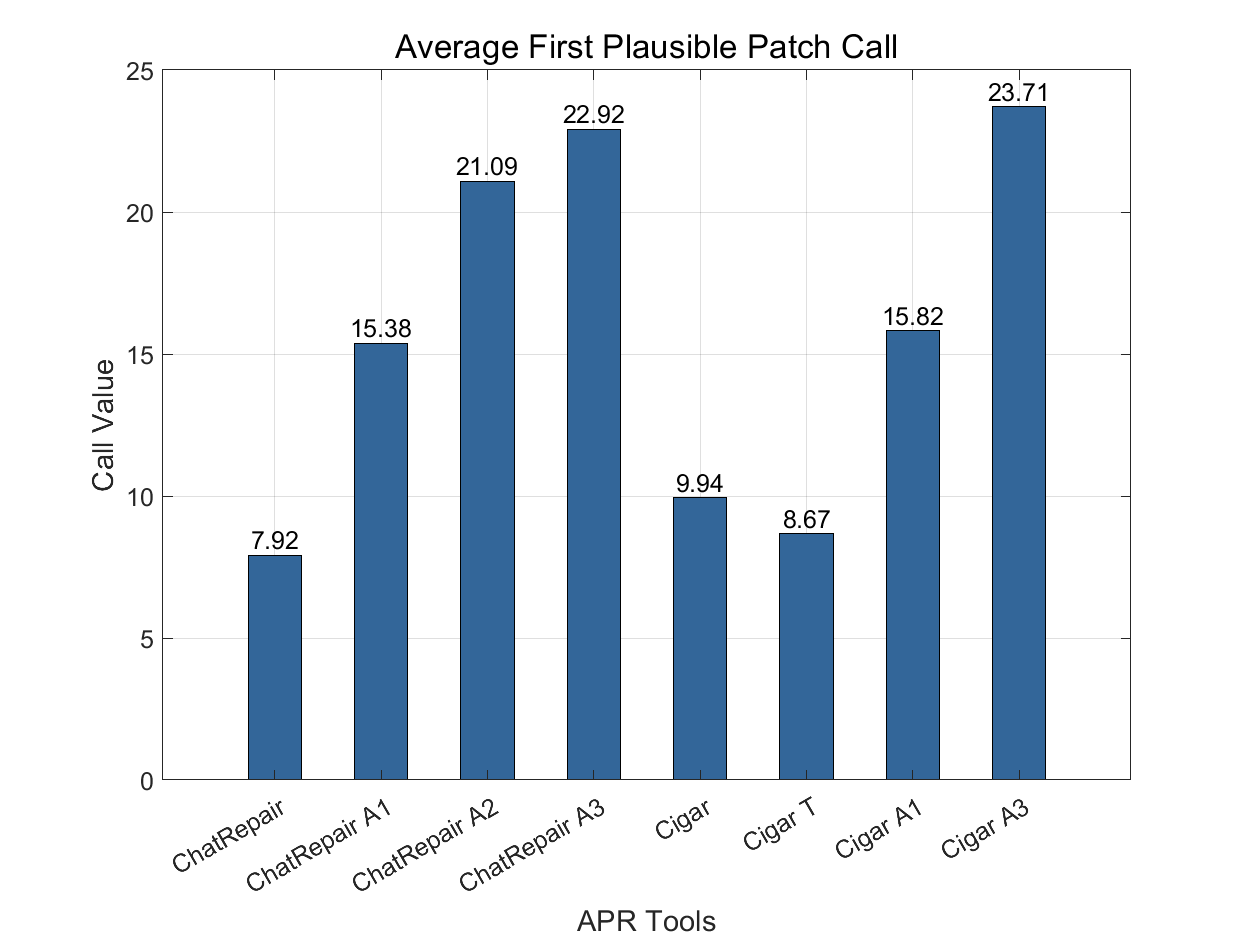 Average First Plausible Patch Call
25
20
15
10
5
0
Call Value
7.92
15.38
21.09
22.92
9.94
8.67
15.82
23.71
ChatRepair
ChatRepair A1
ChatRepair A2
ChatRepair A3
Cigar
Cigar T
Cigar A1
Cigar A3
APR Tools